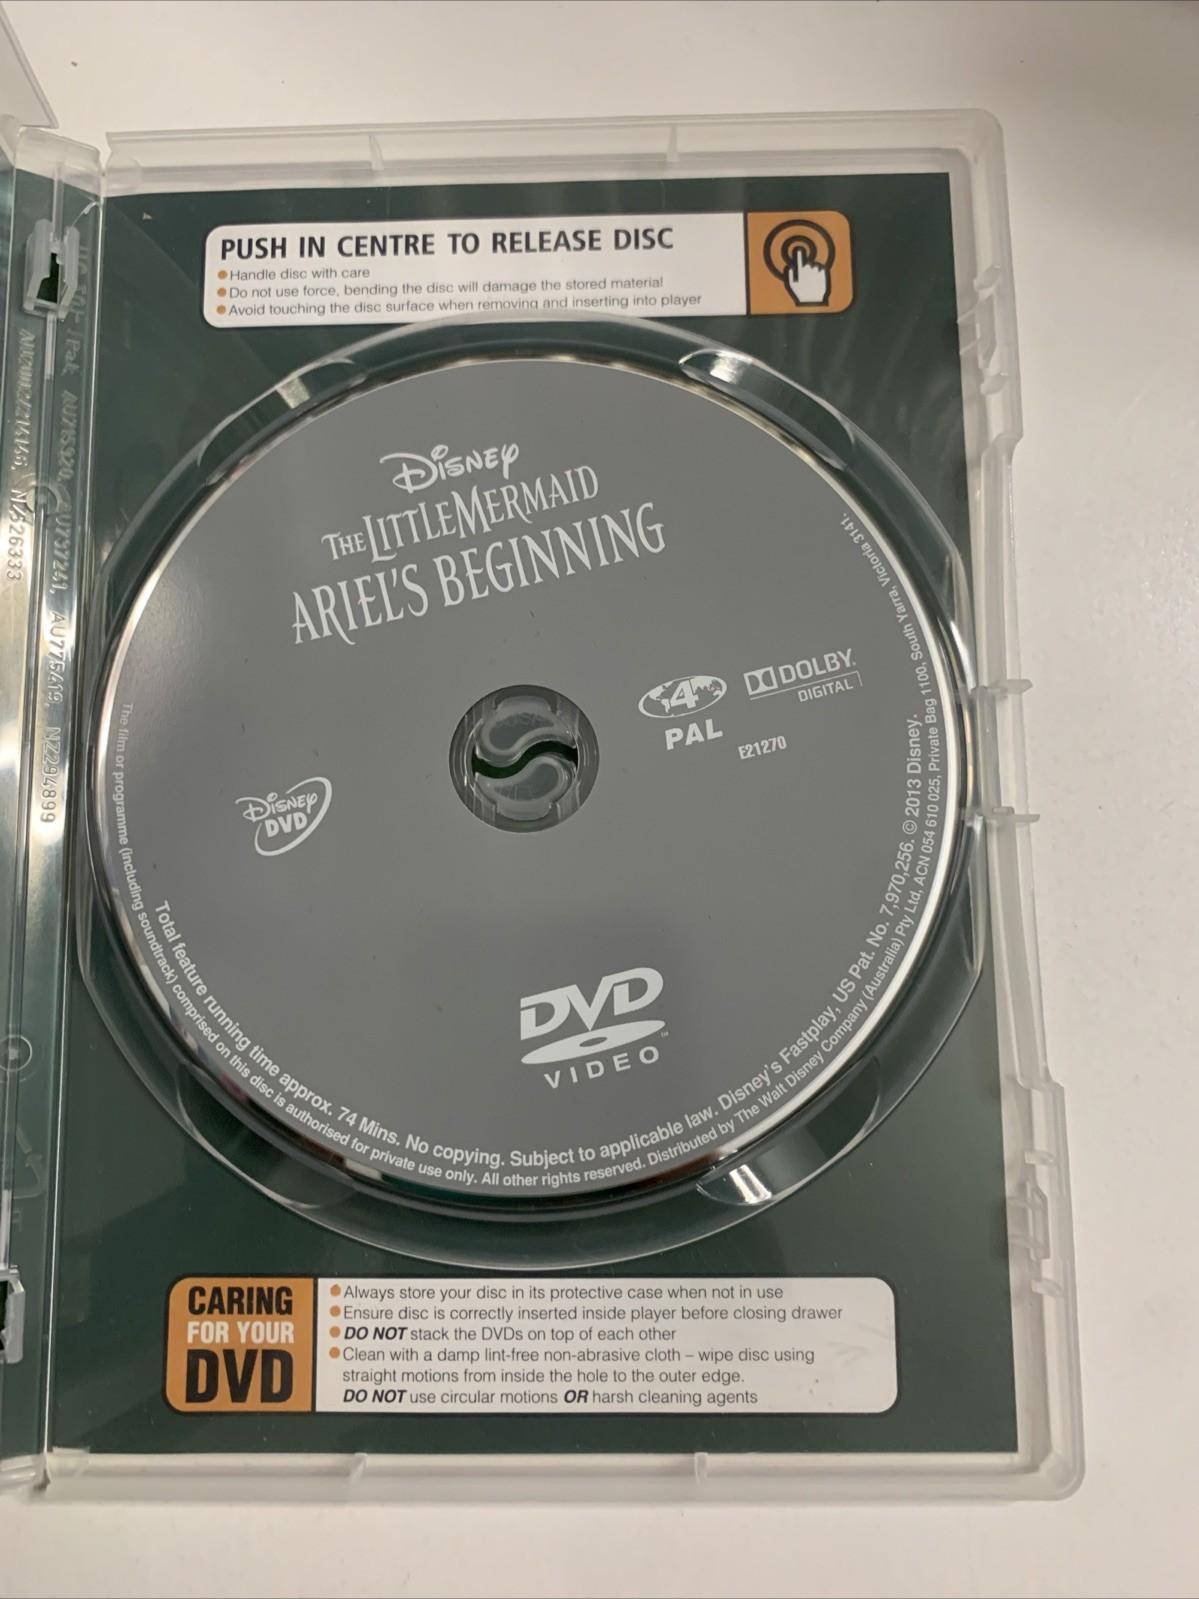 PUSH IN CENTRE TO RELEASE DISC
Handle disc with care
Do not use force, bending the disc will damage the stored material
Avoid touching the disc surface when removing and inserting into player
Disney
THE LITTLE MERMAID
ARIEL'S BEGINNING
4
PAL
DOLBY
DIGITAL
E21270
Disney
DVD
DVD
VIDEO™
Total feature running time approx. 74 Mins. No copying. Subject to applicable law. Disney's Fastplay, US Pat. No. 7,970,256. © 2013 Disney.
The film or programme (including soundtrack) comprised on this disc is authorised for private use only. All other rights reserved. Distributed by The Walt Disney Company (Australia) Pty Ltd, ACN 054 610 025, Private Bag 1100, South Yarra, Victoria 3141.
CARING
FOR YOUR
DVD
Always store your disc in its protective case when not in use
Ensure disc is correctly inserted inside player before closing drawer
DO NOT stack the DVDs on top of each other
Clean with a damp lint-free non-abrasive cloth – wipe disc using
straight motions from inside the hole to the outer edge.
DO NOT use circular motions OR harsh cleaning agents
NZ526333
NZ294899